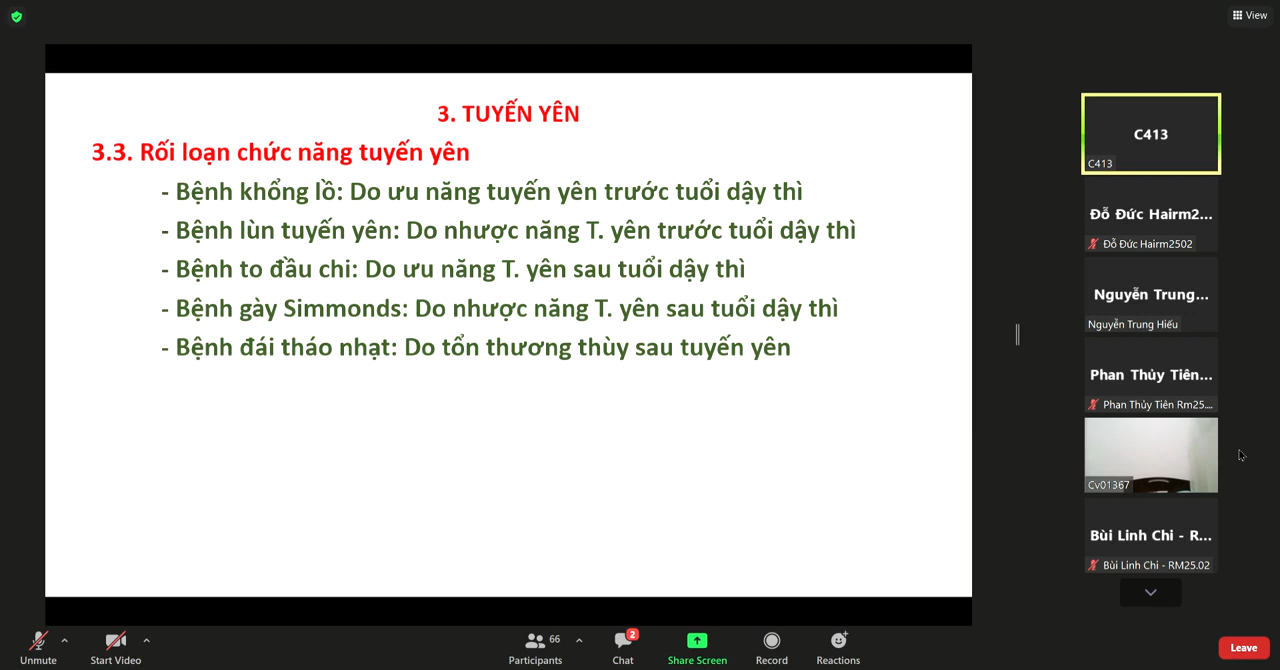 View
3. TUYẾN YÊN
3.3. Rối loạn chức năng tuyến yên
- Bệnh khổng lồ: Do ưu năng tuyến yên trước tuổi dậy thì
- Bệnh lùn tuyến yên: Do nhược năng T. yên trước tuổi dậy thì
- Bệnh to đầu chi: Do ưu năng T. yên sau tuổi dậy thì
- Bệnh gày Simmonds: Do nhược năng T. yên sau tuổi dậy thì
- Bệnh đái tháo nhạt: Do tổn thương thùy sau tuyến yên
C413
C413
Đỗ Đức Hairm2...
Đỗ Đức Hairm2502
Nguyễn Trung...
Nguyễn Trung Hiếu
Phan Thủy Tiên...
Phan Thủy Tiên Rm25....
Cv01367
Bùi Linh Chi - R...
Bùi Linh Chi - RM25.02
Unmute
Start Video
Participants
66
Chat
2
Share Screen
Record
Reactions
Leave